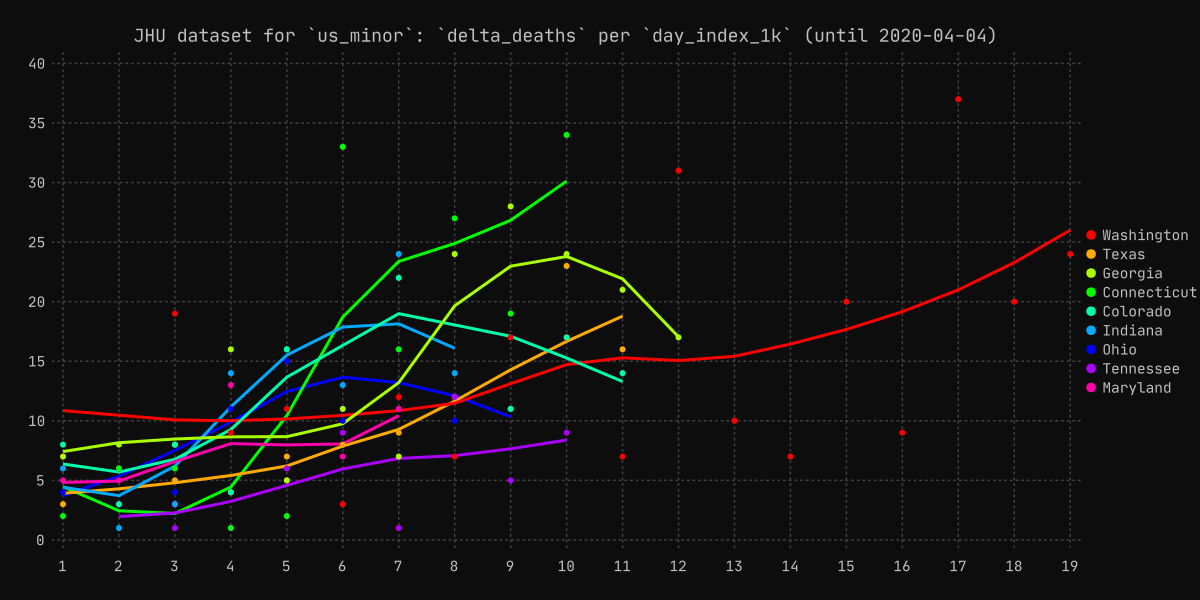 JHU dataset for `us_minor`: `delta_deaths` per `day_index_1k` (until 2020-04-04)
40
35
30
25
20
15
10
5
0
1 2 3 4 5 6 7 8 9 10 11 12 13 14 15 16 17 18 19
Washington
Texas
Georgia
Connecticut
Colorado
Indiana
Ohio
Tennessee
Maryland